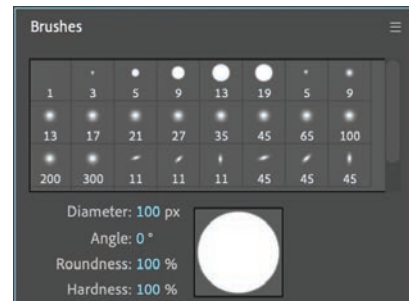 Brushes
1 3 5 9 13 19 5 9
13 17 21 27 35 45 65 100
200 300 11 11 11 45 45 45
Diameter: 100 px
Angle: 0 °
Roundness: 100 %
Hardness: 100 %